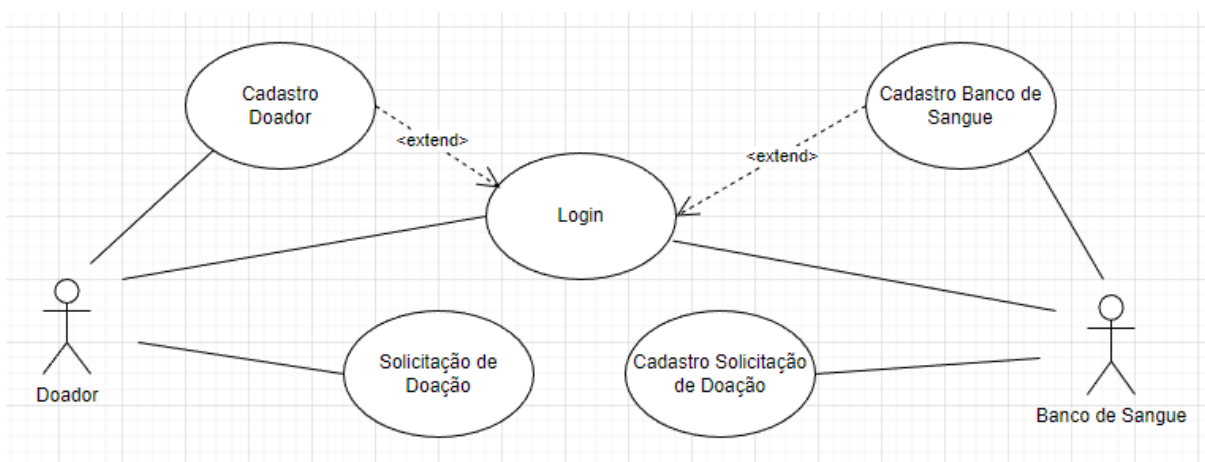 Cadastro
Doador
Cadastro Banco de
Sangue
<extend>
<extend>
Login
Solicitação de
Doação
Cadastro Solicitação
de Doação
Doador
Banco de Sangue